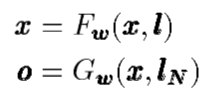 x = F_w(x, l)
o = G_w(x, l_N)